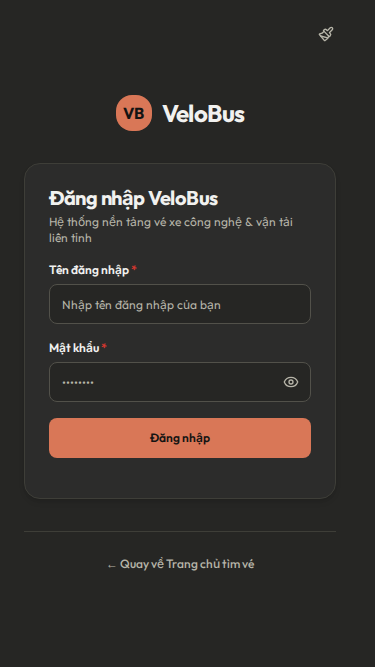 VB VeloBus
Đăng nhập VeloBus
Hệ thống nền tảng vé xe công nghệ & vận tải
liên tỉnh
Tên đăng nhập *
Nhập tên đăng nhập của bạn
Mật khẩu *
••••••••
Đăng nhập
← Quay về Trang chủ tìm vé